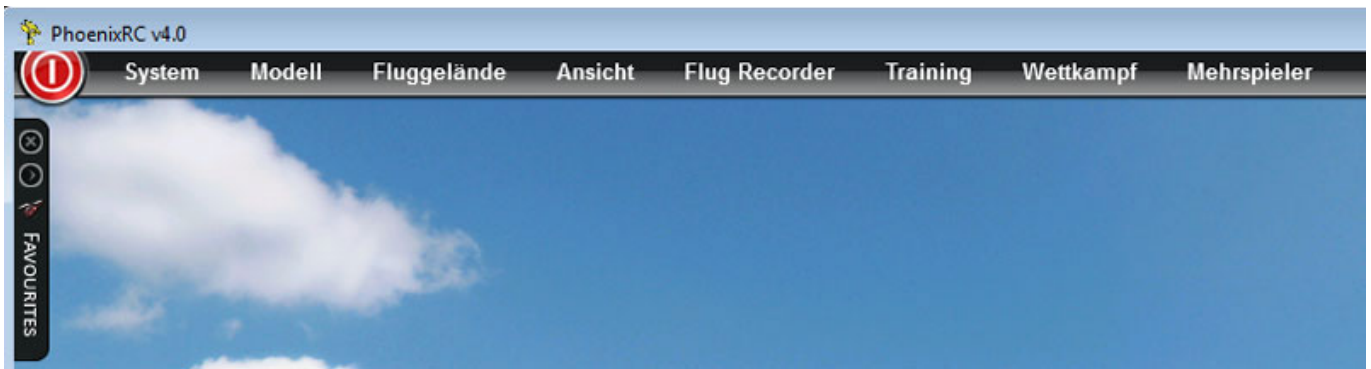 PhoenixRC v4.0
System Modell Fluggelände Ansicht Flug Recorder Training Wettkampf Mehrspieler
FAVOURITES